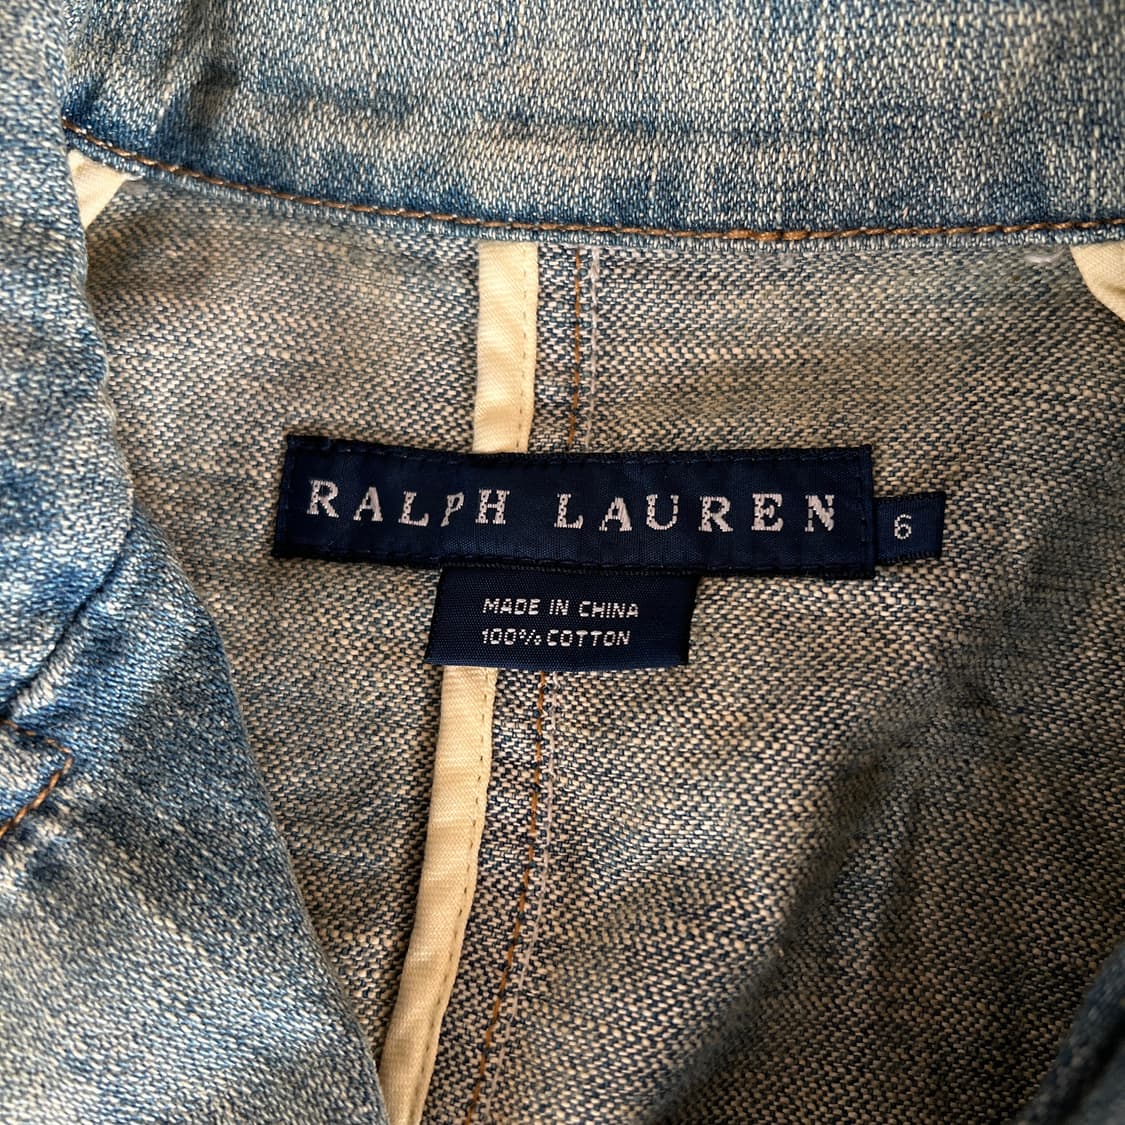 RALPH LAUREN
6
MADE IN CHINA
100% COTTON